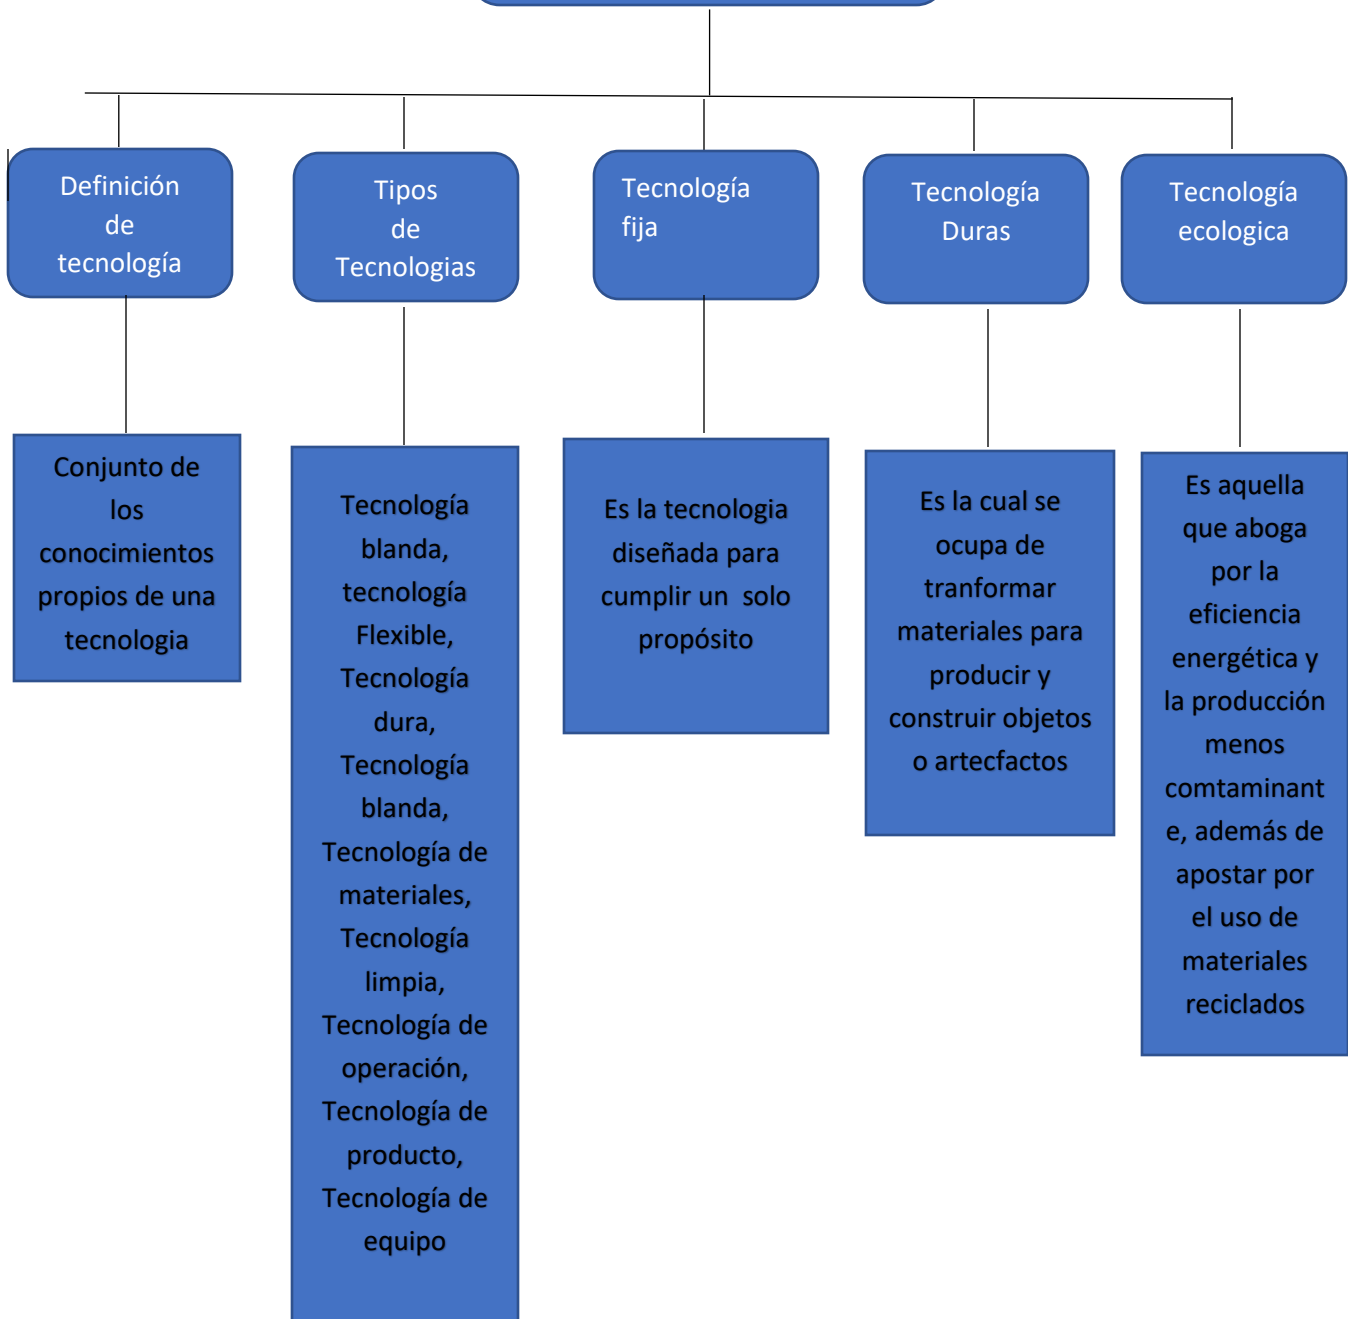 Definición
de
tecnología
Tipos
de
Tecnologias
Tecnología
fija
Tecnología
Duras
Tecnología
ecologica
Conjunto de
los
conocimientos
propios de una
tecnologia
Tecnología
blanda,
tecnología
Flexible,
Tecnología
dura,
Tecnología
blanda,
Tecnología de
materiales,
Tecnología
limpia,
Tecnología de
operación,
Tecnología de
producto,
Tecnología de
equipo
Es la tecnologia
diseñada para
cumplir un  solo
propósito
Es la cual se
ocupa de
tranformar
materiales para
producir y
construir objetos
o artecfactos
Es aquella
que aboga
por la
eficiencia
energética y
la producción
menos
comtaminant
e, además de
apostar por
el uso de
materiales
reciclados